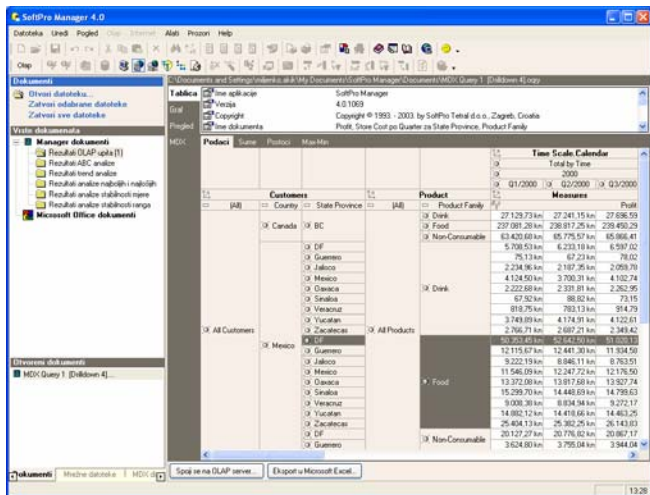 SoftPro Manager 4.0
Datoteka Uredi Pogled Alati Prozori Help
Olap
Dokumenti
Otvori datoteku...
Zatvori odabrane datoteke
Zatvori sve datoteke
Vrste dokumenata
Manager dokumenti
Rezultati OLAP upita [1]
Rezultati ABC analize
Rezultati trend analize
Rezultati analize najboljih i najlošijih
Rezultati analize stabilnosti mjere
Rezultati analize stabilnosti ranga
Microsoft Office dokumenti
Otvoreni dokumenti
MDX Query 1 [Drilldown 4]...
Dokumenti
Mrežne datoteke
MDX
Tablica
Graf
Pregled
MDX
Ime aplikacije SoftPro Manager
Verzija 4.0.1069
Copyright Copyright © 1993. - 2003. by SoftPro Tetral d.o.o., Zagreb, Croatia
Ime dokumenta Profit, Store Cost po Quarter za State Province, Product Family
Podaci Sume Postoci Max-Min
Time Scale.Calendar
Total by Time
2000
Q1/2000 Q2/2000 Q3/2000
Customers Product Measures
[All] Country State Province [All] Product Family Profit
Drink 27.129,73 kn 27.241,15 kn 27.696,59
Canada BC Food 237.081,28 kn 238.817,25 kn 239.450,29
Non-Consumable 63.420,68 kn 65.775,57 kn 65.866,41
DF 5.708,53 kn 6.233,18 kn 6.597,02
Guerrero 75,13 kn 67,23 kn 78,02
Jalisco 2.234,96 kn 2.187,35 kn 2.059,78
Mexico 4.124,50 kn 3.700,31 kn 4.102,74
Oaxaca Drink 2.222,68 kn 2.331,81 kn 2.262,95
Sinaloa 67,92 kn 88,82 kn 73,15
Veracruz 818,75 kn 783,13 kn 914,79
Yucatan 3.749,89 kn 4.174,91 kn 4.122,61
All Customers Zacatecas All Products 2.766,71 kn 2.687,21 kn 2.349,42
Mexico DF 50.353,45 kn 52.642,50 kn 51.020,13
Guerrero 12.115,67 kn 12.441,30 kn 11.934,58
Jalisco 9.222,19 kn 8.846,11 kn 8.763,51
Mexico 11.546,09 kn 12.247,72 kn 12.176,50
Oaxaca Food 13.372,08 kn 13.817,68 kn 13.927,74
Sinaloa 15.299,70 kn 14.448,69 kn 14.799,63
Veracruz 9.008,38 kn 8.834,94 kn 9.272,17
Yucatan 14.882,12 kn 14.418,66 kn 14.463,25
Zacatecas 25.404,13 kn 25.382,25 kn 26.143,83
DF Non-Consumable 20.127,27 kn 20.776,82 kn 20.867,17
Guerrero 3.624,80 kn 3.755,04 kn 3.944,04
Spoji se na OLAP server... Eksport u Microsoft Excel...
13:28